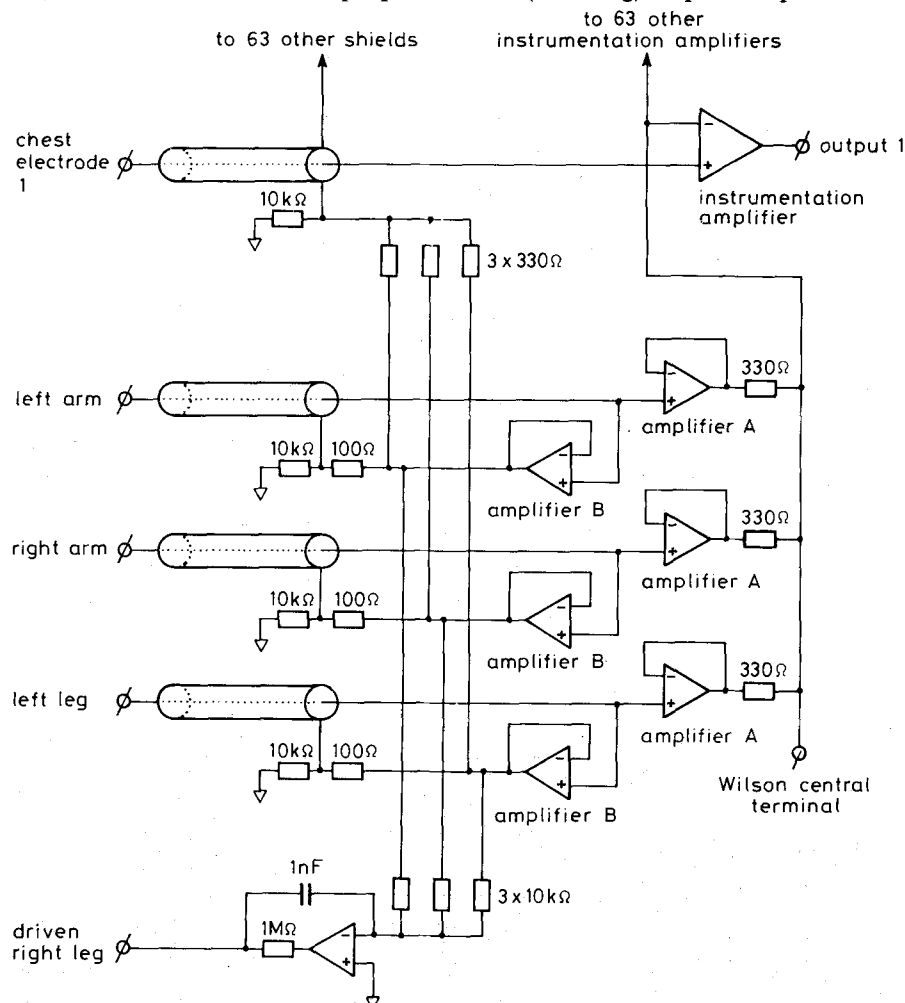 to 63 other shields
to 63 other
instrumentation amplifiers
chest
electrode
1
output 1
instrumentation
amplifier
10kΩ
3 x 330Ω
left arm
330Ω
amplifier A
10kΩ 100Ω
amplifier B
right arm
330Ω
amplifier A
10kΩ 100Ω
amplifier B
left leg
330Ω
amplifier A
10kΩ 100Ω
amplifier B
Wilson central
terminal
1nF
3x10kΩ
1MΩ
driven
right leg